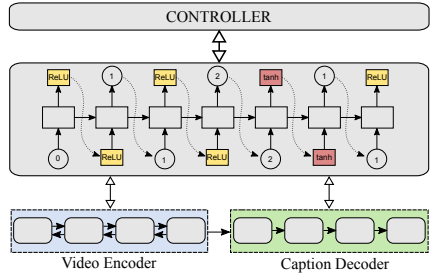 CONTROLLER
ReLU 1 ReLU 2 tanh 1 ReLU
0 ReLU 1 ReLU 2 tanh 1
Video Encoder Caption Decoder